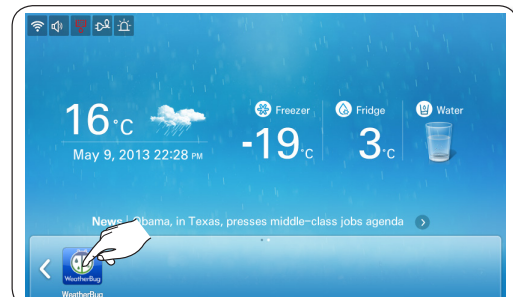 Freezer
Fridge
Water
16°C
-19°C
3°C
May 9, 2013 22:28 PM
News | Obama, in Texas, presses middle-class jobs agenda
WeatherBug
WeatherBug